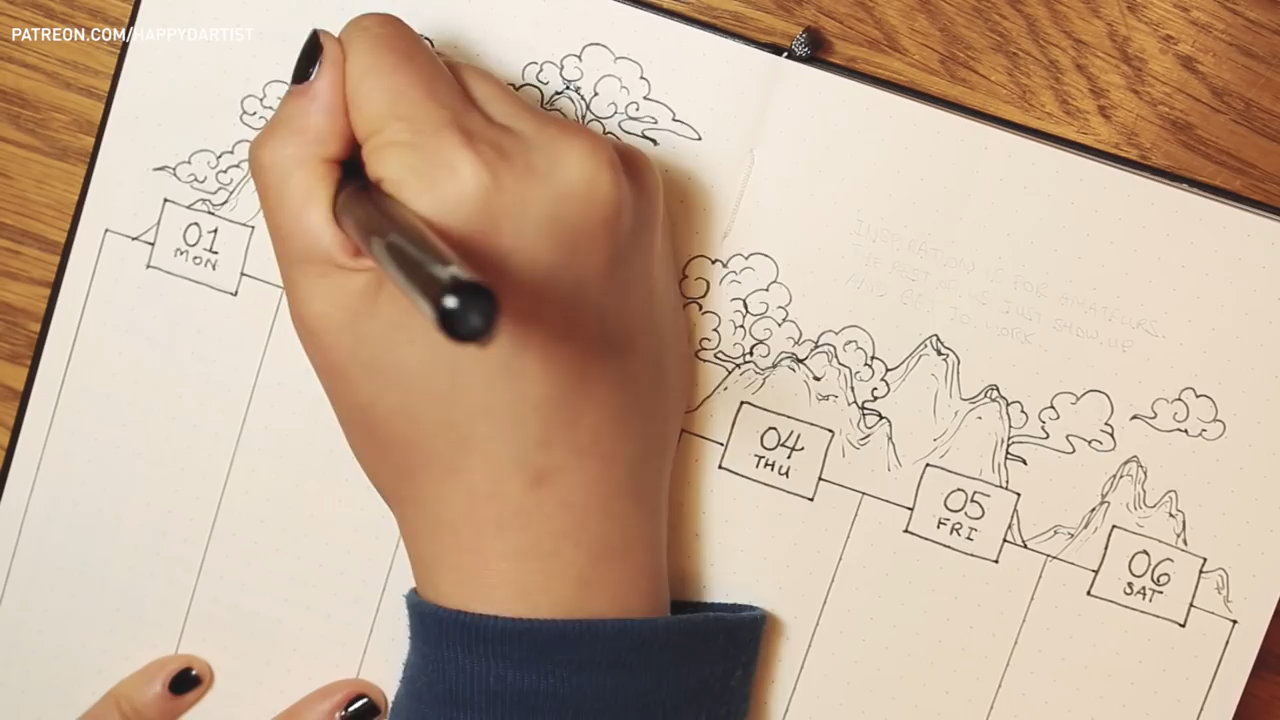 PATREON.COM/HAPPYDARTIST
01
MON
INSPIRATION IS FOR AMATEURS.
THE REST OF US JUST SHOW UP
AND GET TO WORK.
04
THU
05
FRI
06
SAT